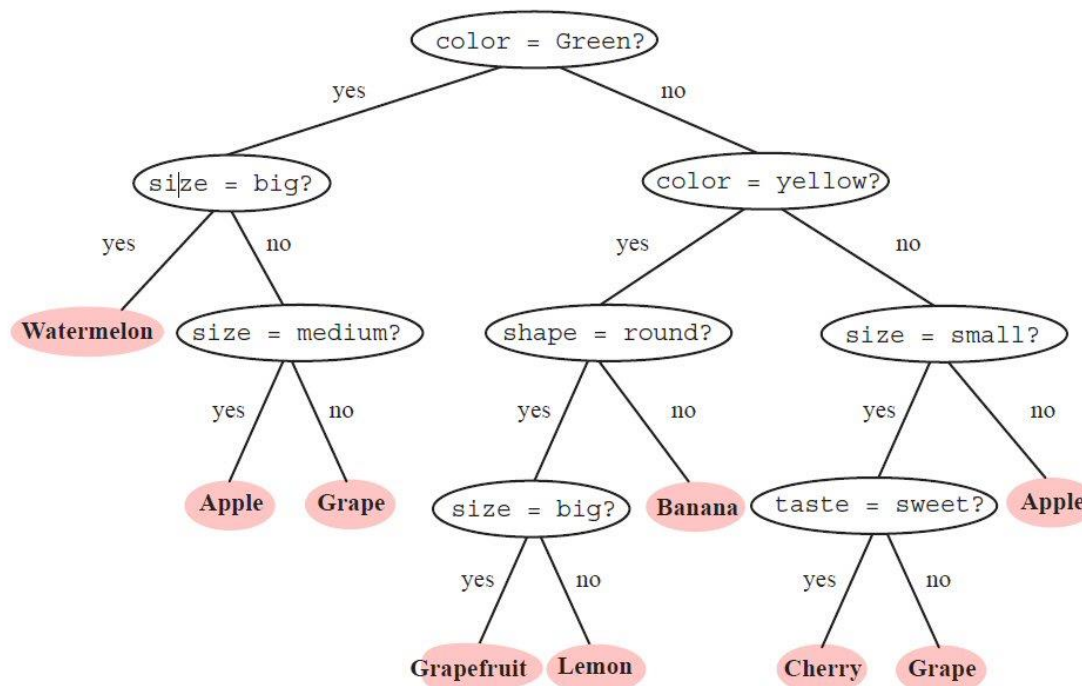 color = Green?
yes
no
size = big?
color = yellow?
yes
no
yes
no
Watermelon
size = medium?
shape = round?
size = small?
yes
no
yes
no
yes
no
Apple
Grape
size = big?
Banana
taste = sweet?
Apple
yes
no
yes
no
Grapefruit
Lemon
Cherry
Grape